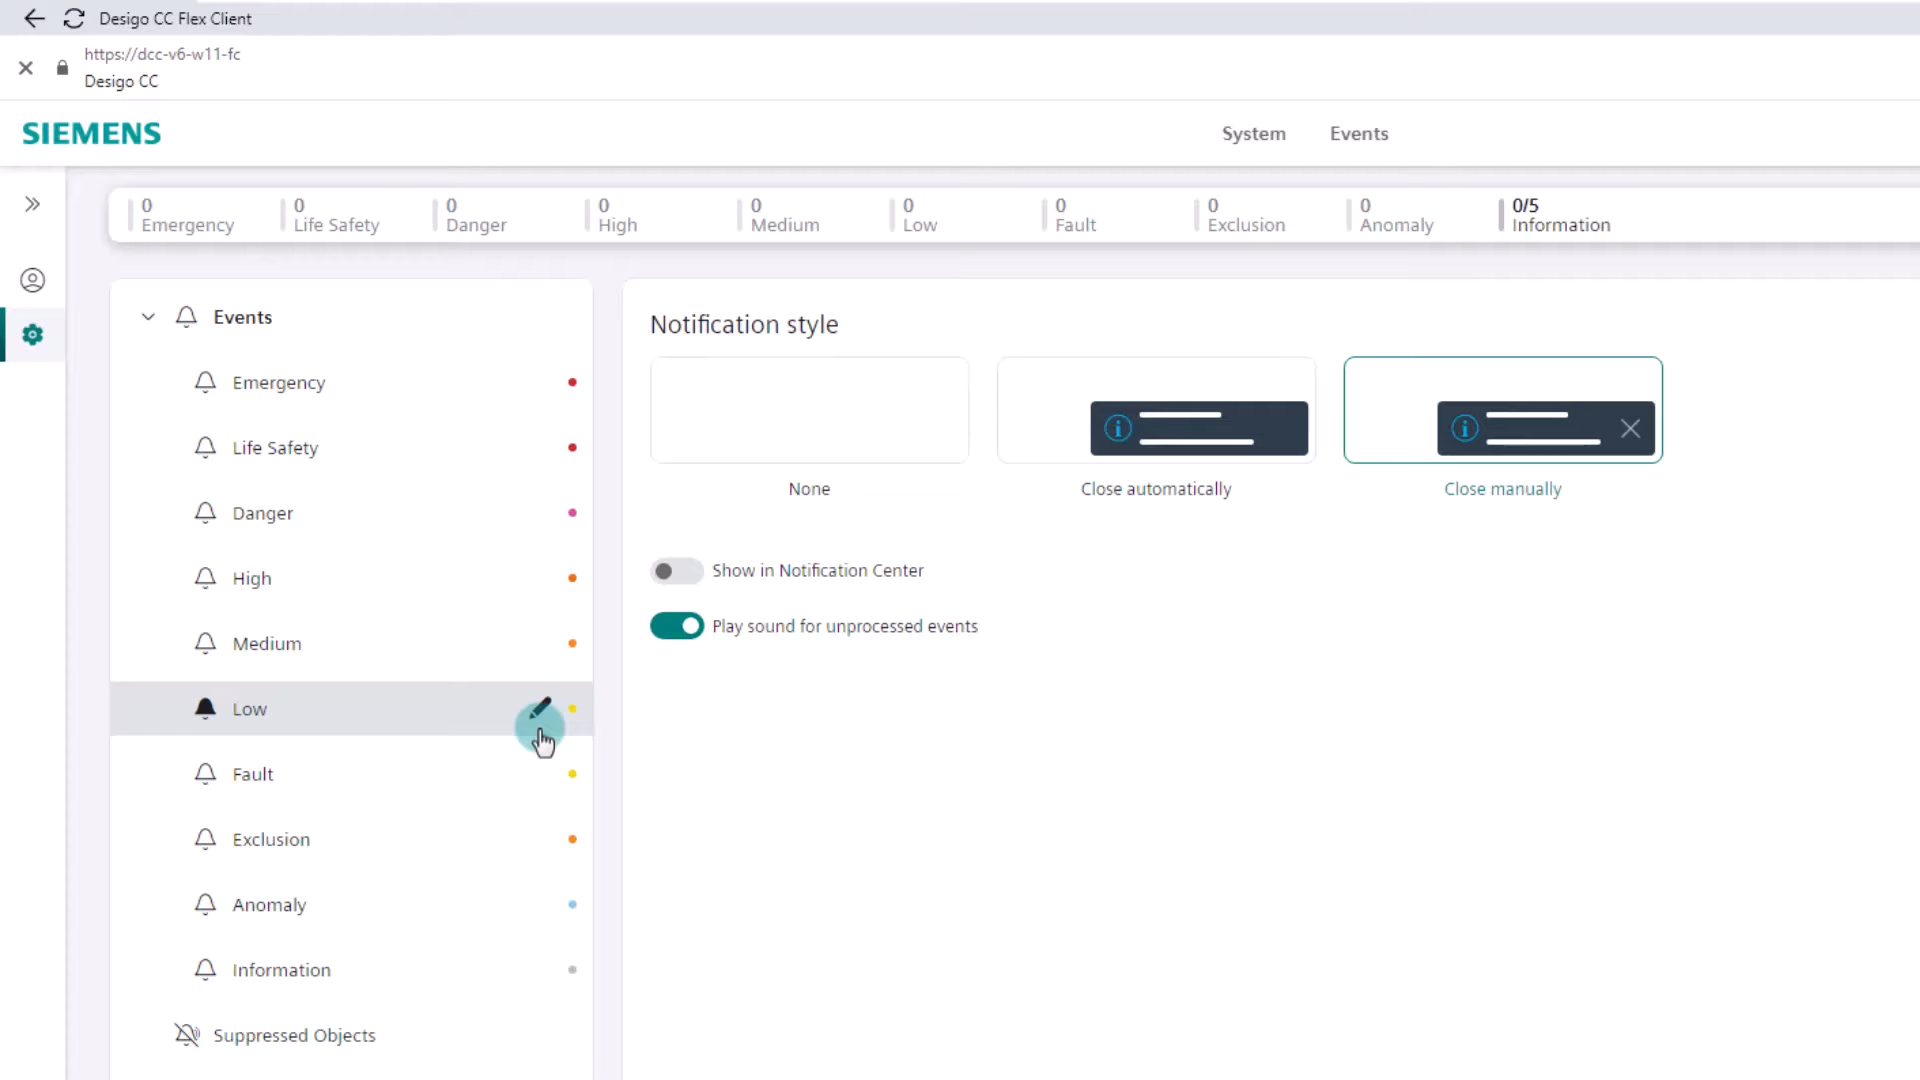 Desigo CC Flex Client
https://dcc-v6-w11-fc
Desigo CC
SIEMENS
System
Events
0
Emergency
0
Life Safety
0
Danger
0
High
0
Medium
0
Low
0
Fault
0
Exclusion
0
Anomaly
0/5
Information
Events
Emergency
Life Safety
Danger
High
Medium
Low
Fault
Exclusion
Anomaly
Information
Suppressed Objects
Notification style
None
Close automatically
Close manually
Show in Notification Center
Play sound for unprocessed events